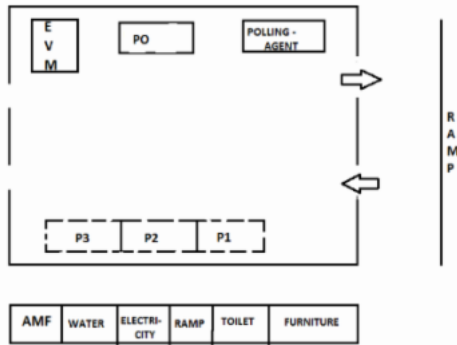 E
V
M
PO
POLLING -
AGENT
R
A
M
P
P3 P2 P1
AMF WATER ELECTRI-
CITY RAMP TOILET FURNITURE